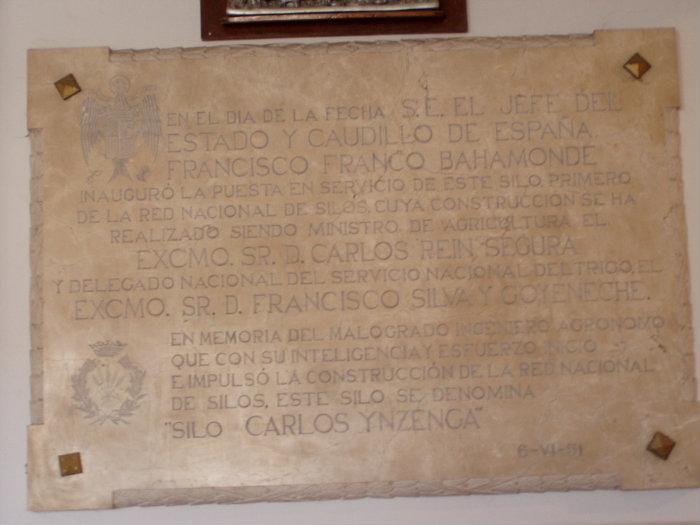 EN EL DIA DE LA FECHA S.E. EL JEFE DEL
ESTADO Y CAUDILLO DE ESPAÑA.
FRANCISCO FRANCO BAHAMONDE
INAUGURÓ LA PUESTA EN SERVICIO DE ESTE SILO, PRIMERO
DE LA RED NACIONAL DE SILOS, CUYA CONSTRUCCION SE HA
REALIZADO SIENDO MINISTRO DE AGRICULTURA EL
EXCMO. SR. D. CARLOS REIN SEGURA
Y DELEGADO NACIONAL DEL SERVICIO NACIONAL DEL TRIGO, EL
EXCMO. SR. D. FRANCISCO SILVA Y GOYENECHE.
EN MEMORIA DEL MALOGRADO INGENIERO AGRONOMO
QUE CON SU INTELIGENCIA Y ESFUERZO INICIO
E IMPULSÓ LA CONSTRUCCIÓN DE LA RED NACIONAL
DE SILOS, ESTE SILO SE DENOMINA
"SILO CARLOS YNZENGA"
6-VI-51